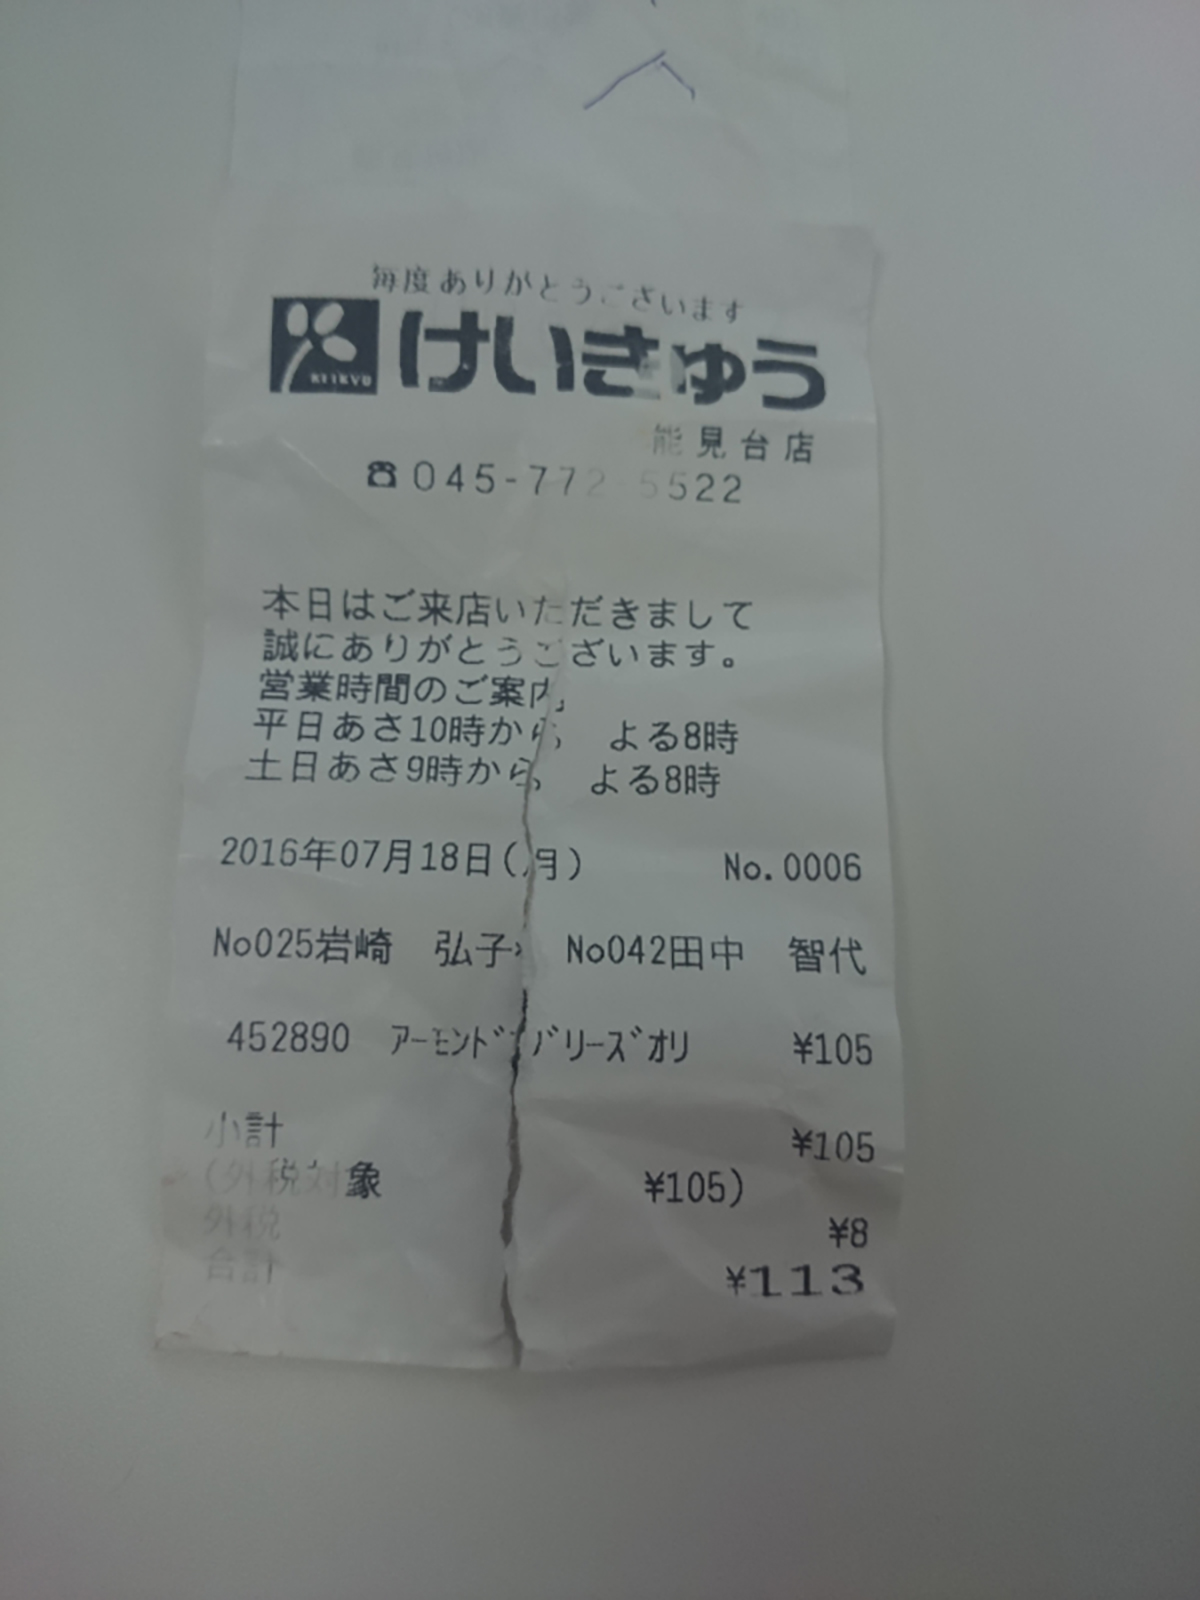 毎度ありがとうございます
KEIKYU けいきゅう
能見台店
☎045-772-5522
本日はご来店いただきまして
誠にありがとうございます。
営業時間のご案内
平日あさ10時から よる8時
土日あさ9時から よる8時
2016年07月18日(月) No.0006
No025岩崎 弘子 No042田中 智代
452890 ｱｰﾓﾝﾄﾞ ﾘｰｽﾞｵﾘ ¥105
小計 ¥105
(外税対象 ¥105)
外税 ¥8
合計 ¥113